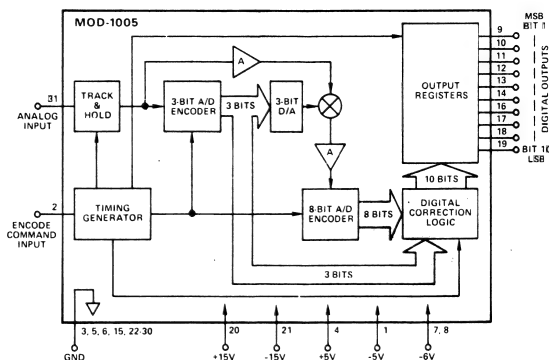 MOD-1005
MSB
BIT 1
9
10
11
12
13
14
16
17
18
19
BIT 10
LSB
DIGITAL OUTPUTS
OUTPUT
REGISTERS
A
31
ANALOG
INPUT
TRACK
&
HOLD
3-BIT A/D
ENCODER
3 BITS
3-BIT
D/A
A
10 BITS
2
ENCODE
COMMAND
INPUT
TIMING
GENERATOR
8-BIT A/D
ENCODER
8 BITS
DIGITAL
CORRECTION
LOGIC
3 BITS
3, 5, 6, 15, 22-30
20
21
4
1
7, 8
GND
+15V
-15V
+5V
-5V
-6V